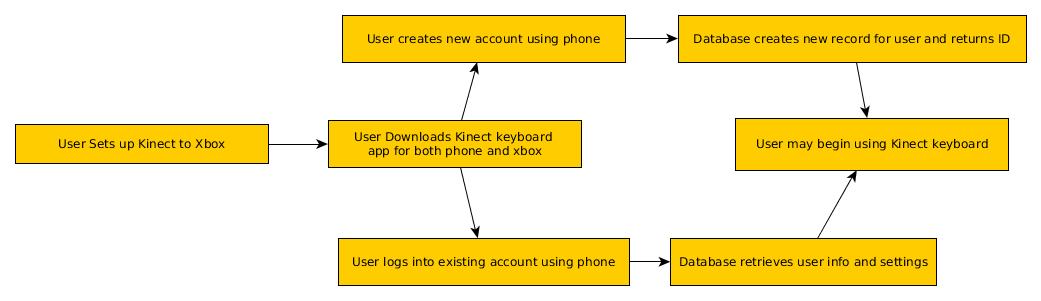 User creates new account using phone
Database creates new record for user and returns ID
User Sets up Kinect to Xbox
User Downloads Kinect keyboard
app for both phone and xbox
User may begin using Kinect keyboard
User logs into existing account using phone
Database retrieves user info and settings